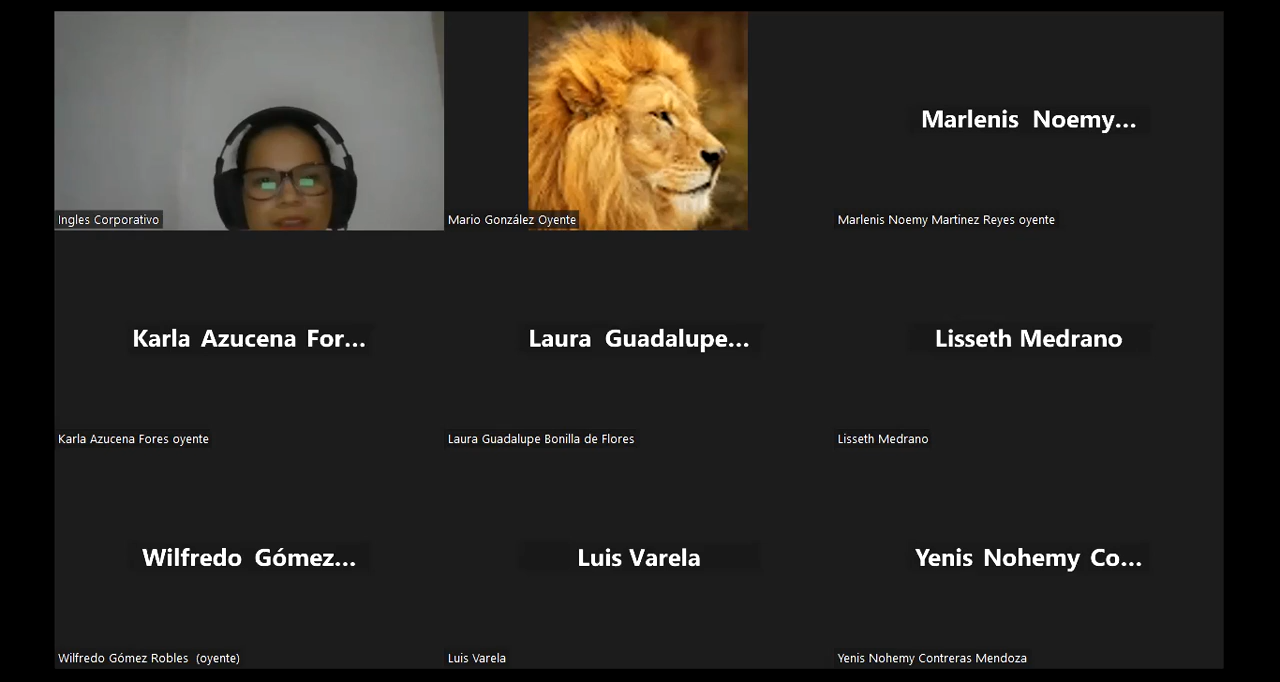 Ingles Corporativo
Mario González Oyente
Marlenis Noemy...
Marlenis Noemy Martinez Reyes oyente
Karla Azucena For...
Laura Guadalupe...
Lisseth Medrano
Karla Azucena Fores oyente
Laura Guadalupe Bonilla de Flores
Lisseth Medrano
Wilfredo Gómez...
Luis Varela
Yenis Nohemy Co...
Wilfredo Gómez Robles (oyente)
Luis Varela
Yenis Nohemy Contreras Mendoza